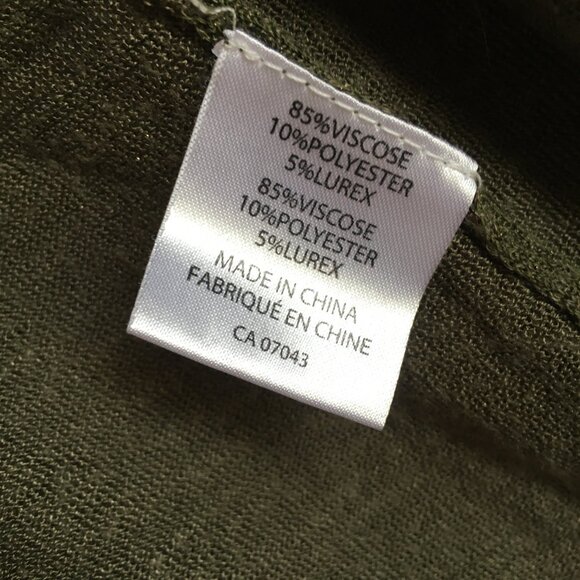 85%VISCOSE
10%POLYESTER
5%LUREX
85%VISCOSE
10%POLYESTER
5%LUREX
MADE IN CHINA
FABRIQUÉ EN CHINE
CA 07043